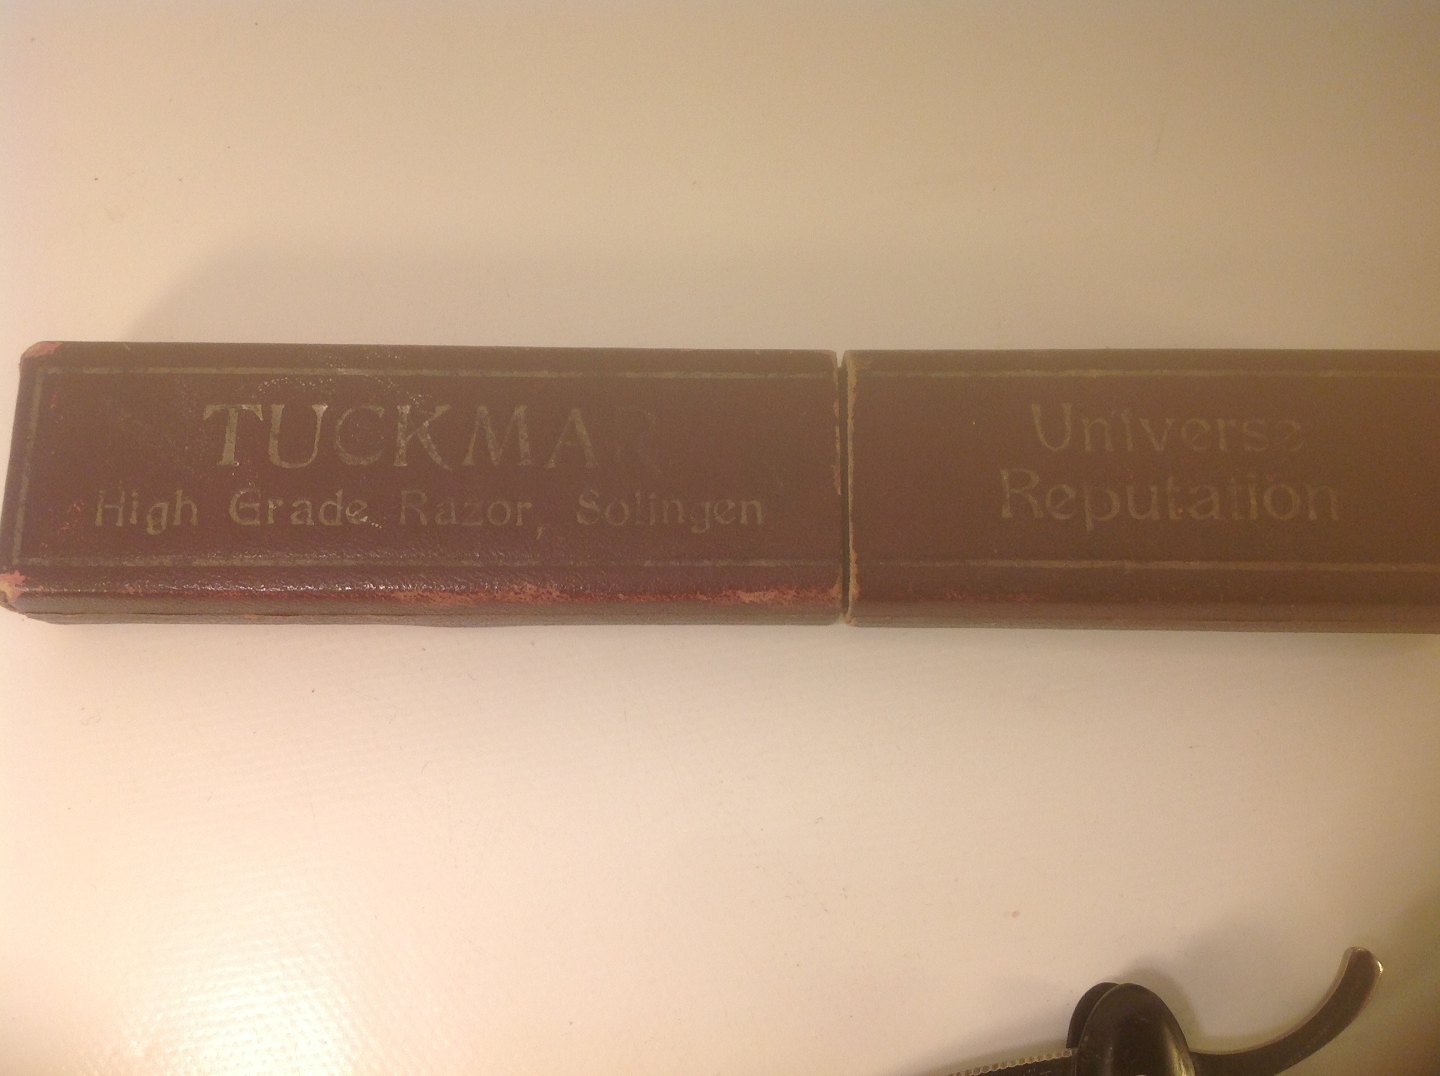 TUCKMAR
High Grade Razor, Solingen
Universe
Reputation